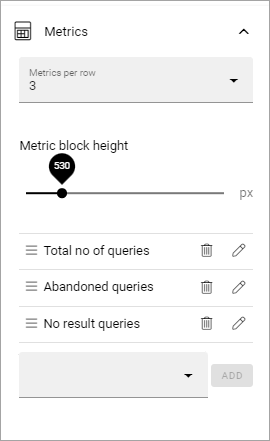 Metrics
Metrics per row
3
Metric block height
530
px
Total no of queries
Abandoned queries
No result queries
ADD